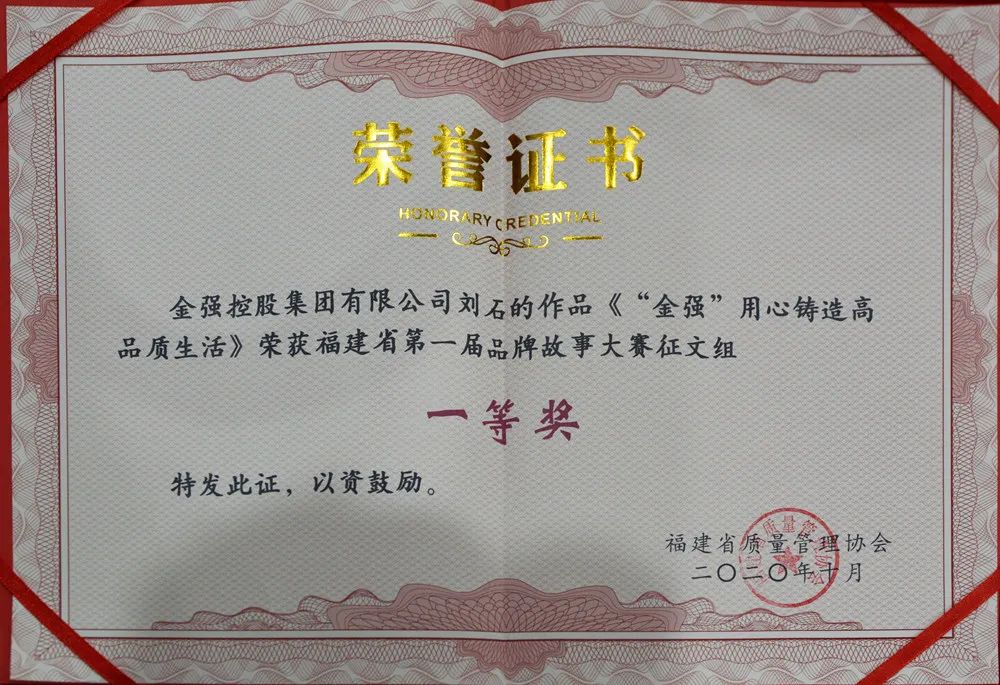 荣誉证书
HONORARY CREDENTIAL
金强控股集团有限公司刘石的作品《“金强”用心铸造高
品质生活》荣获福建省第一届品牌故事大赛征文组
一等奖
特发此证，以资鼓励。
福建省质量管理协会
二〇二〇年十月